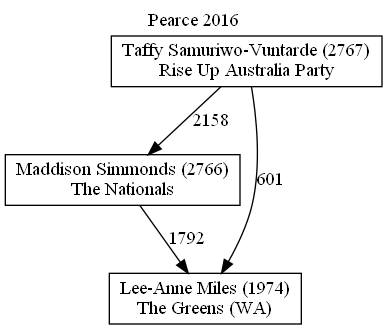 Pearce 2016
Taffy Samuriwo-Vuntarde (2767)
Rise Up Australia Party
2158
Maddison Simmonds (2766)
The Nationals
601
1792
Lee-Anne Miles (1974)
The Greens (WA)